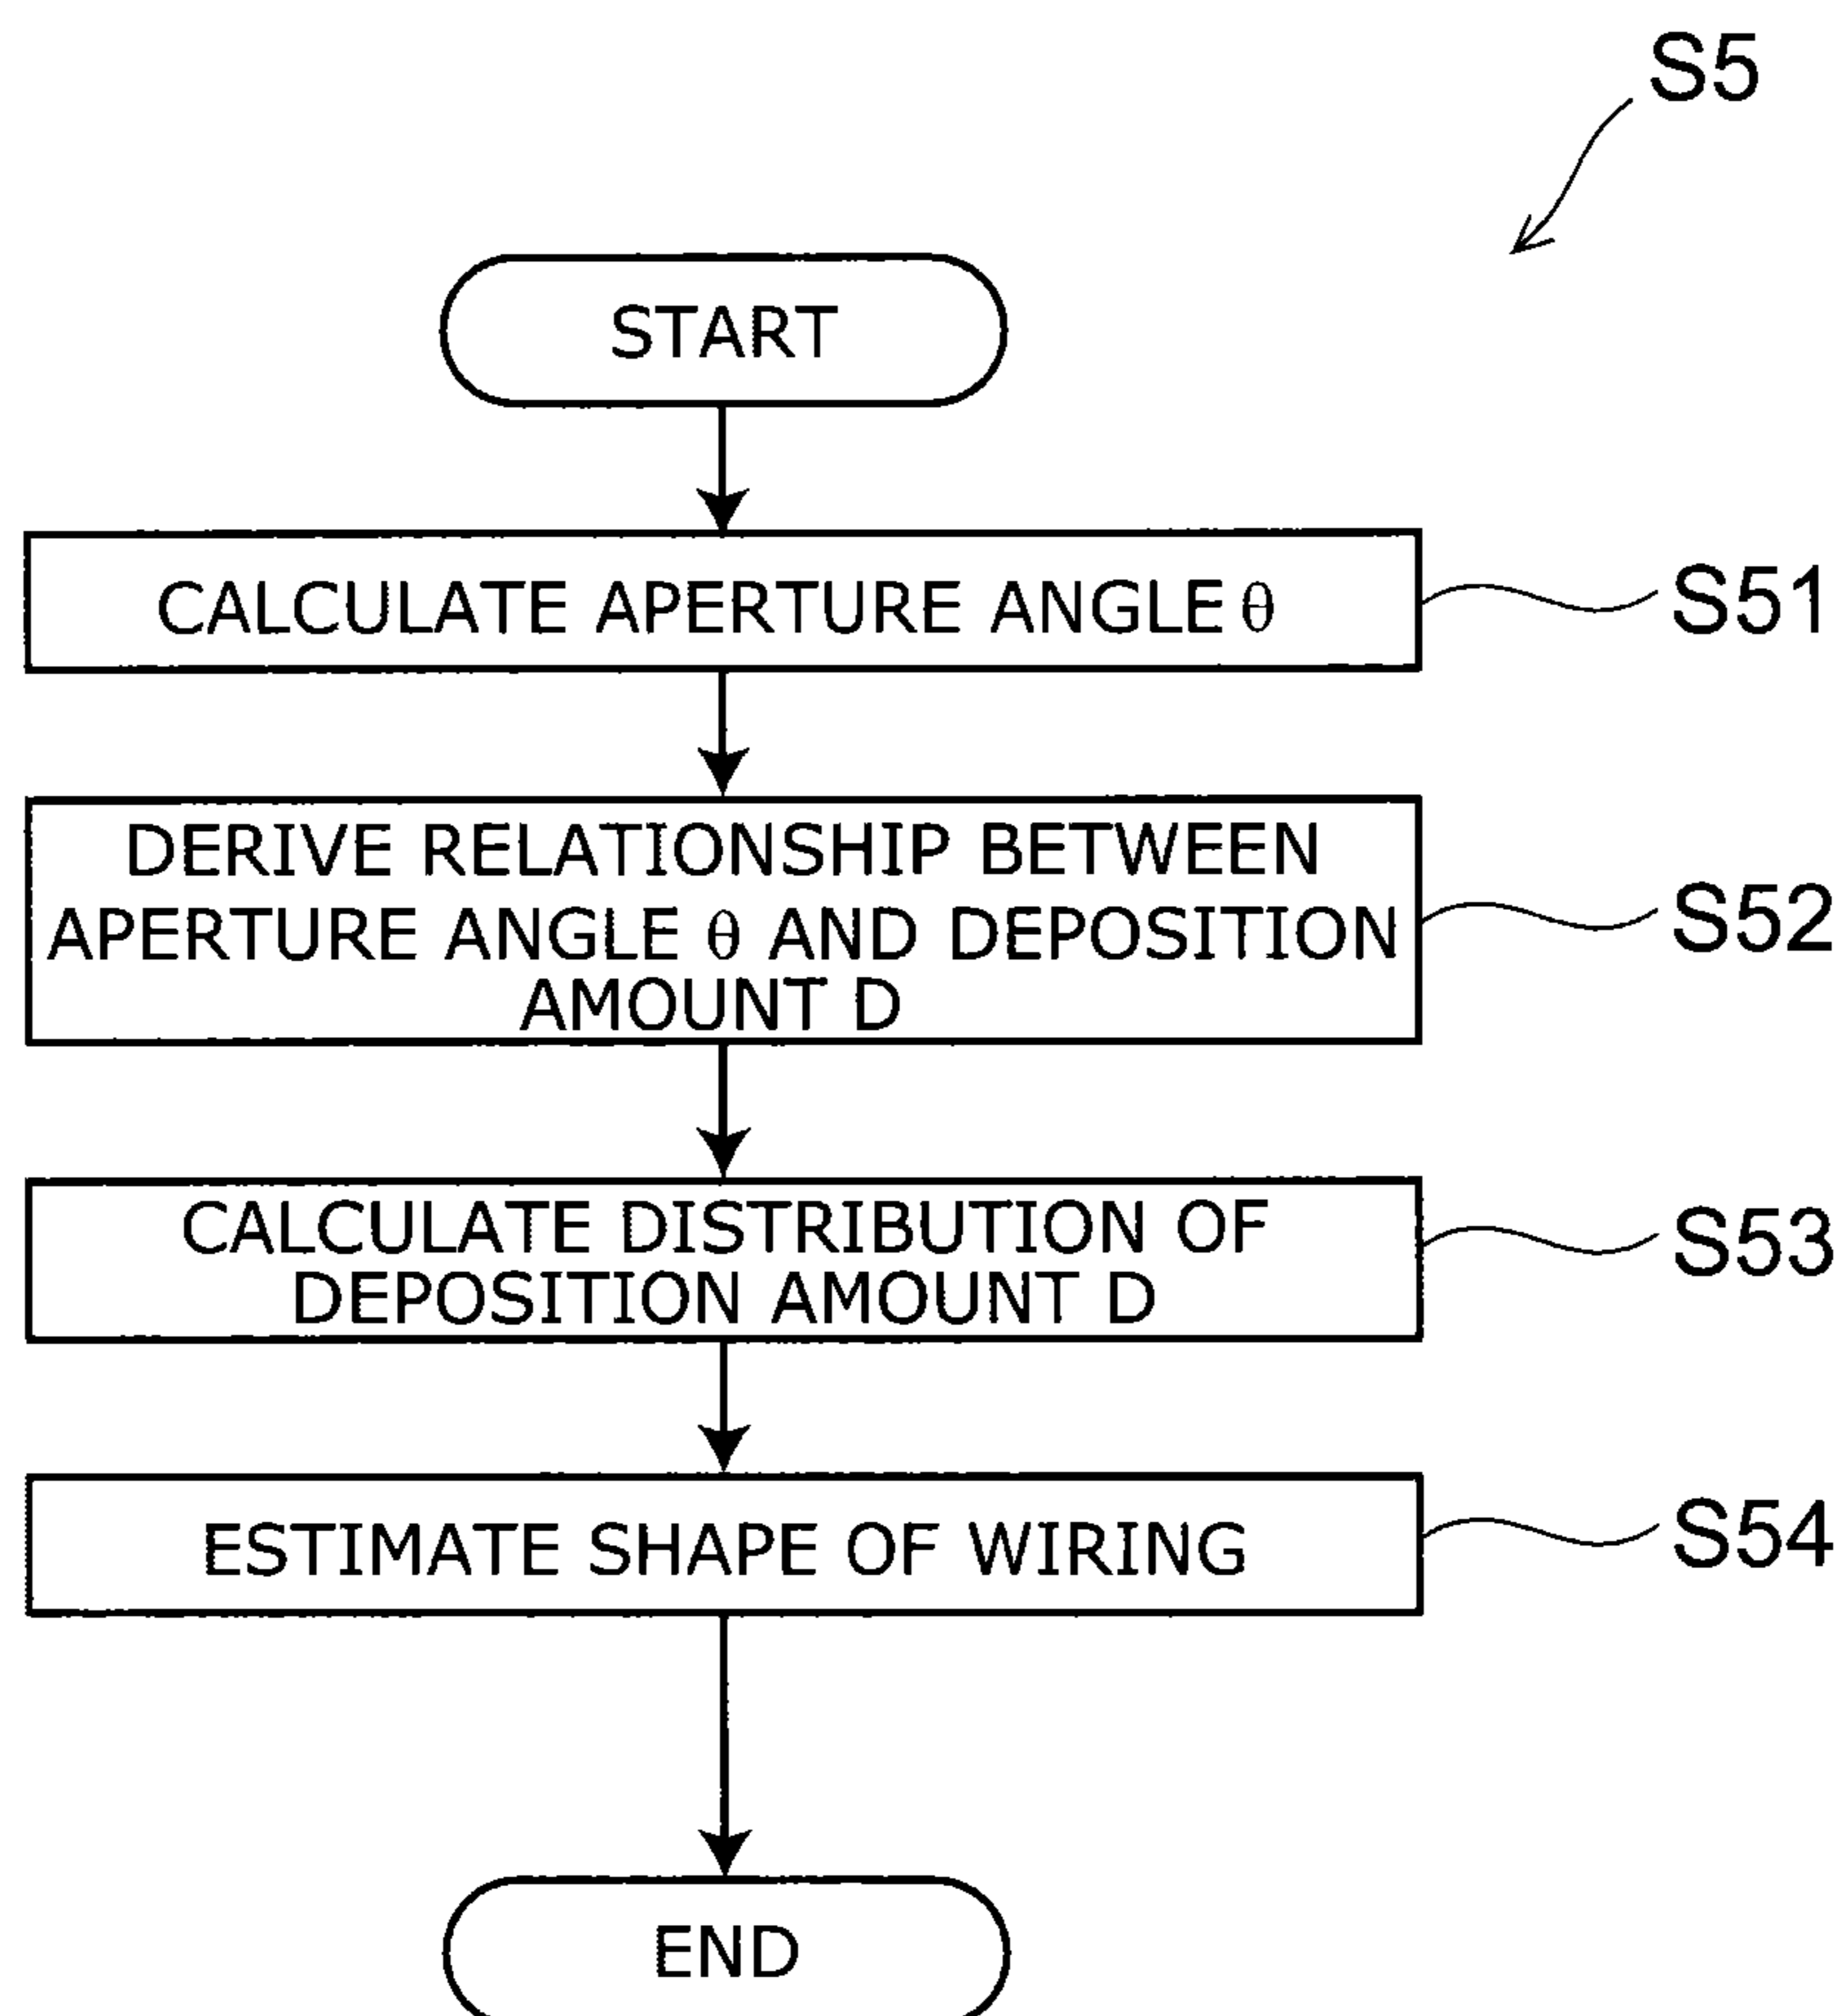 S5
START
CALCULATE APERTURE ANGLE θ
S51
DERIVE RELATIONSHIP BETWEEN
APERTURE ANGLE θ AND DEPOSITION
AMOUNT D
S52
CALCULATE DISTRIBUTION OF
DEPOSITION AMOUNT D
S53
ESTIMATE SHAPE OF WIRING
S54
END